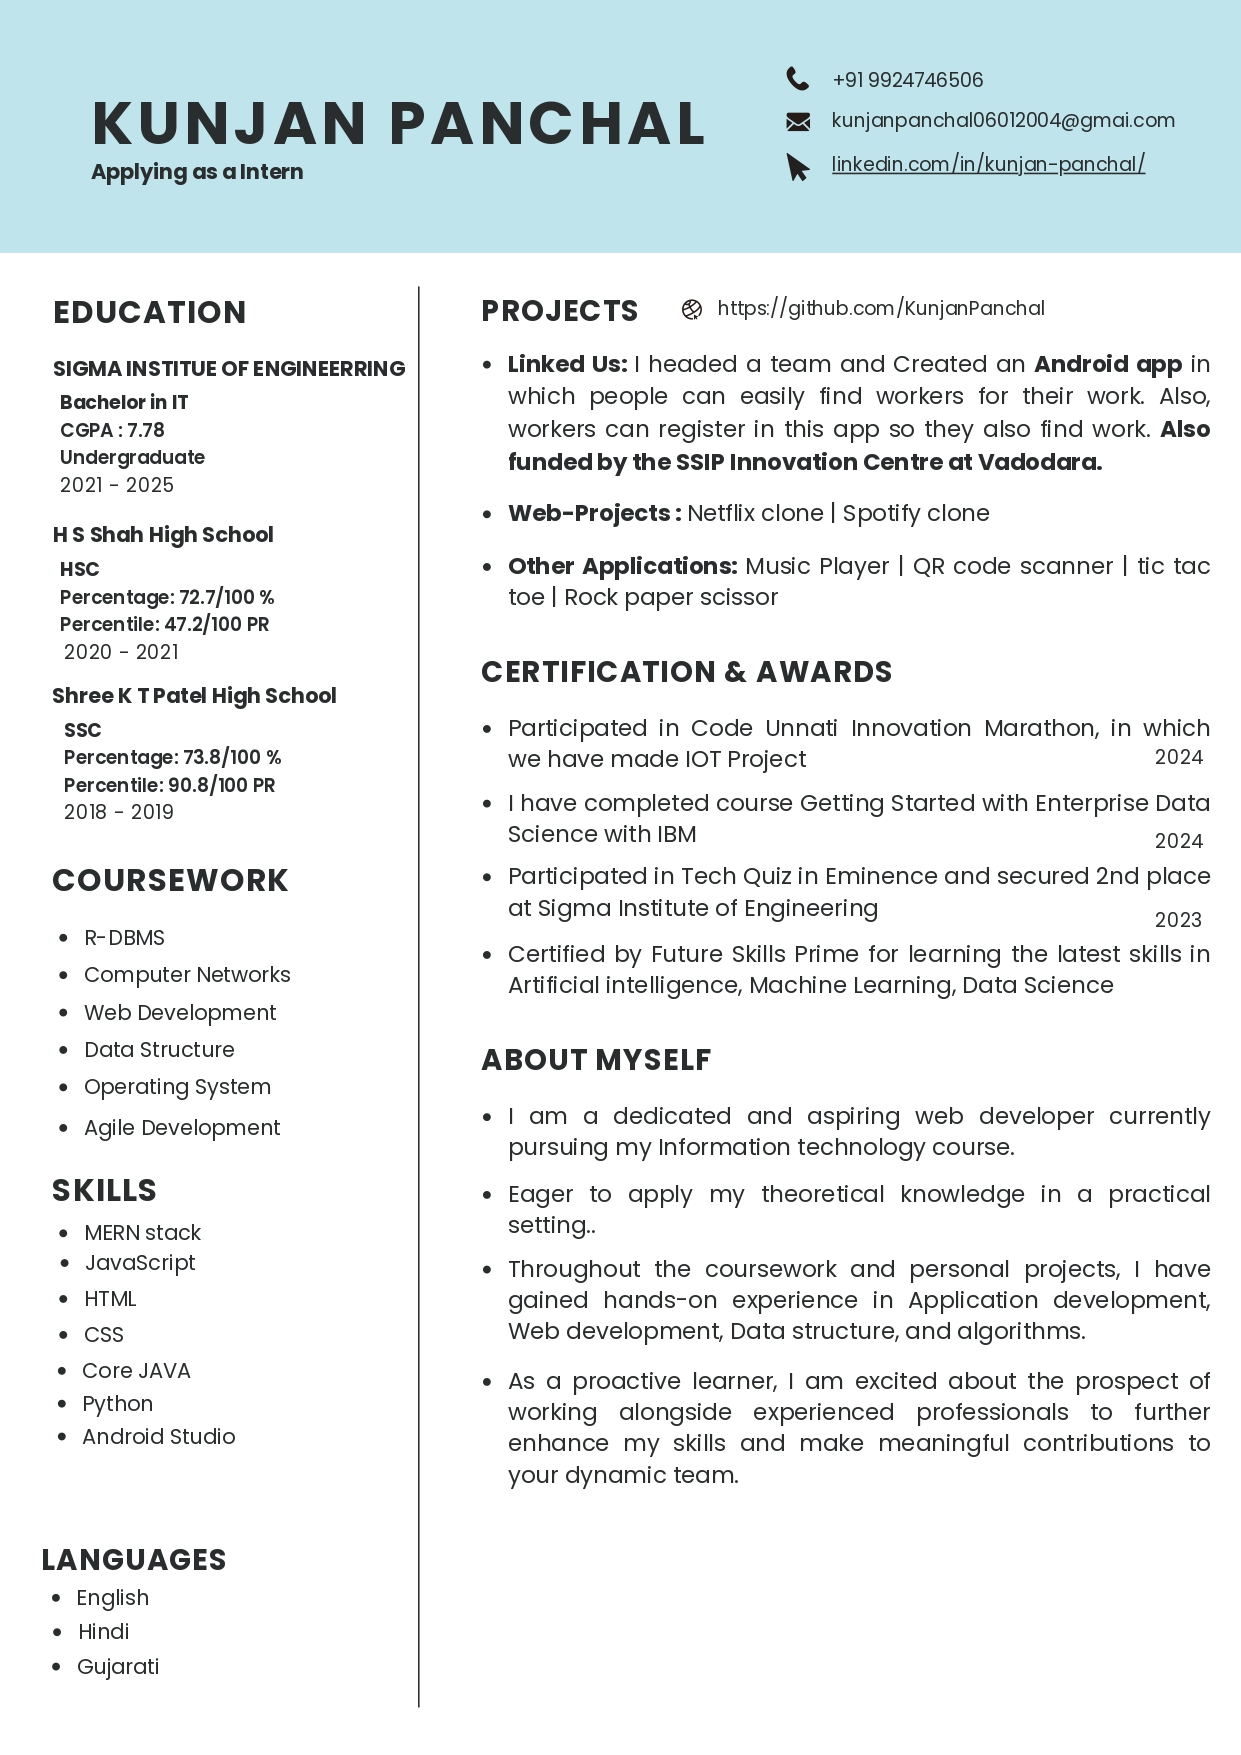 KUNJAN PANCHAL
Applying as a Intern
+91 9924746506
kunjanpanchal06012004@gmai.com
linkedin.com/in/kunjan-panchal/
EDUCATION
SIGMA INSTITUE OF ENGINEERRING
Bachelor in IT
CGPA : 7.78
Undergraduate
2021 - 2025
H S Shah High School
HSC
Percentage: 72.7/100 %
Percentile: 47.2/100 PR
2020 - 2021
Shree K T Patel High School
SSC
Percentage: 73.8/100 %
Percentile: 90.8/100 PR
2018 - 2019
COURSEWORK
• R-DBMS
• Computer Networks
• Web Development
• Data Structure
• Operating System
• Agile Development
SKILLS
• MERN stack
• JavaScript
• HTML
• CSS
• Core JAVA
• Python
• Android Studio
LANGUAGES
• English
• Hindi
• Gujarati
PROJECTS https://github.com/KunjanPanchal
• Linked Us: I headed a team and Created an Android app in
which people can easily find workers for their work. Also,
workers can register in this app so they also find work. Also
funded by the SSIP Innovation Centre at Vadodara.
• Web-Projects : Netflix clone | Spotify clone
• Other Applications: Music Player | QR code scanner | tic tac
toe | Rock paper scissor
CERTIFICATION & AWARDS
• Participated in Code Unnati Innovation Marathon, in which
we have made IOT Project 2024
• I have completed course Getting Started with Enterprise Data
Science with IBM 2024
• Participated in Tech Quiz in Eminence and secured 2nd place
at Sigma Institute of Engineering 2023
• Certified by Future Skills Prime for learning the latest skills in
Artificial intelligence, Machine Learning, Data Science
ABOUT MYSELF
• I am a dedicated and aspiring web developer currently
pursuing my Information technology course.
• Eager to apply my theoretical knowledge in a practical
setting..
• Throughout the coursework and personal projects, I have
gained hands-on experience in Application development,
Web development, Data structure, and algorithms.
• As a proactive learner, I am excited about the prospect of
working alongside experienced professionals to further
enhance my skills and make meaningful contributions to
your dynamic team.